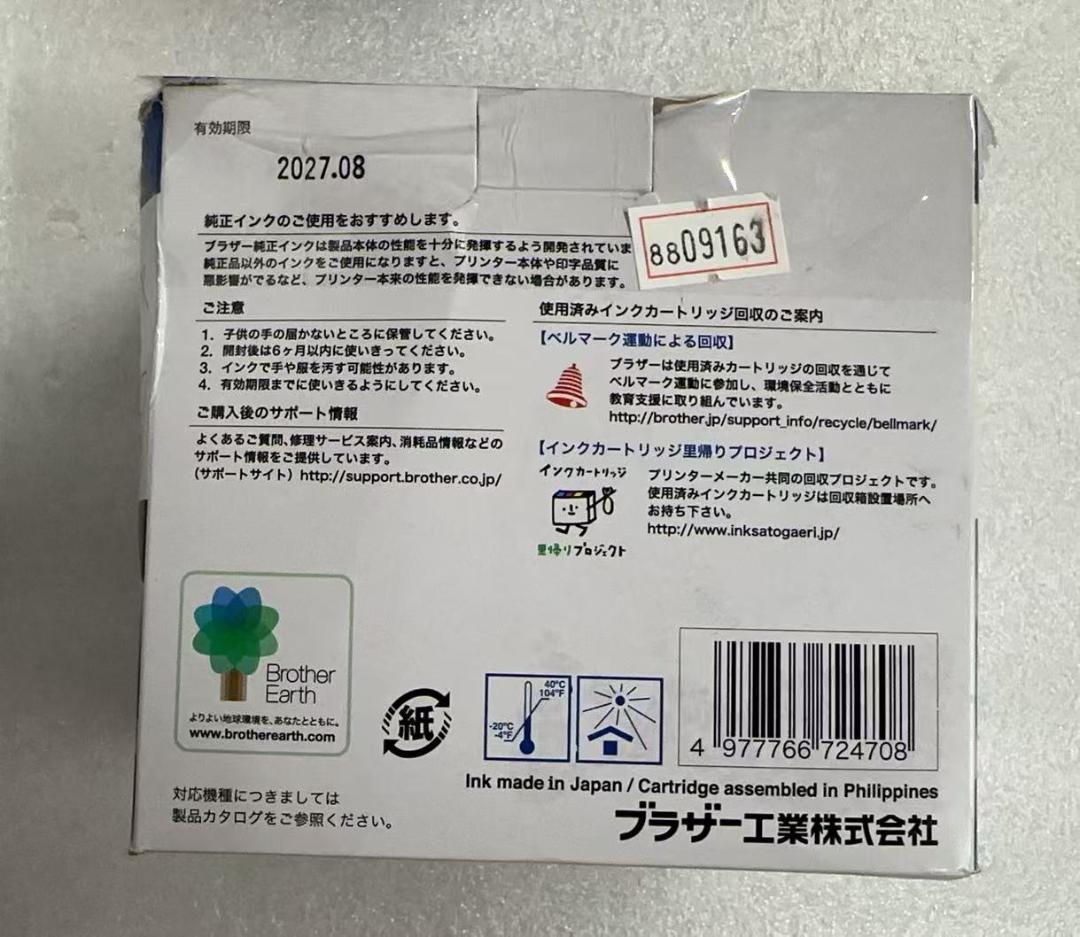 有効期限
2027.08
純正インクのご使用をおすすめします。
ブラザー純正インクは製品本体の性能を十分に発揮するよう開発されていま
純正品以外のインクをご使用になりますと、プリンター本体や印字品質に
悪影響がでるなど、プリンター本来の性能を発揮できない場合があります。
8809163
ご注意
1. 子供の手の届かないところに保管してください。
2. 開封後は6ヶ月以内に使いきってください。
3. インクで手や服を汚す可能性があります。
4. 有効期限までに使いきるようにしてください。
ご購入後のサポート情報
よくあるご質問、修理サービス案内、消耗品情報などの
サポート情報をご提供しています。
(サポートサイト) http://support.brother.co.jp/
使用済みインクカートリッジ回収のご案内
【ベルマーク運動による回収】
ブラザーは使用済みカートリッジの回収を通じて
ベルマーク運動に参加し、環境保全活動とともに
教育支援に取り組んでいます。
http://brother.jp/support_info/recycle/bellmark/
【インクカートリッジ里帰りプロジェクト】
インクカートリッジ
里帰りプロジェクト
プリンターメーカー共同の回収プロジェクトです。
使用済みインクカートリッジは回収箱設置場所へ
お持ち下さい。
http://www.inksatogaeri.jp/
Brother
Earth
よりよい地球環境を、あなたとともに。
www.brotherearth.com
紙
40°C
104°F
-20°C
-4°F
4 977766 724708
Ink made in Japan / Cartridge assembled in Philippines
対応機種につきましては
製品カタログをご参照ください。
ブラザー工業株式会社